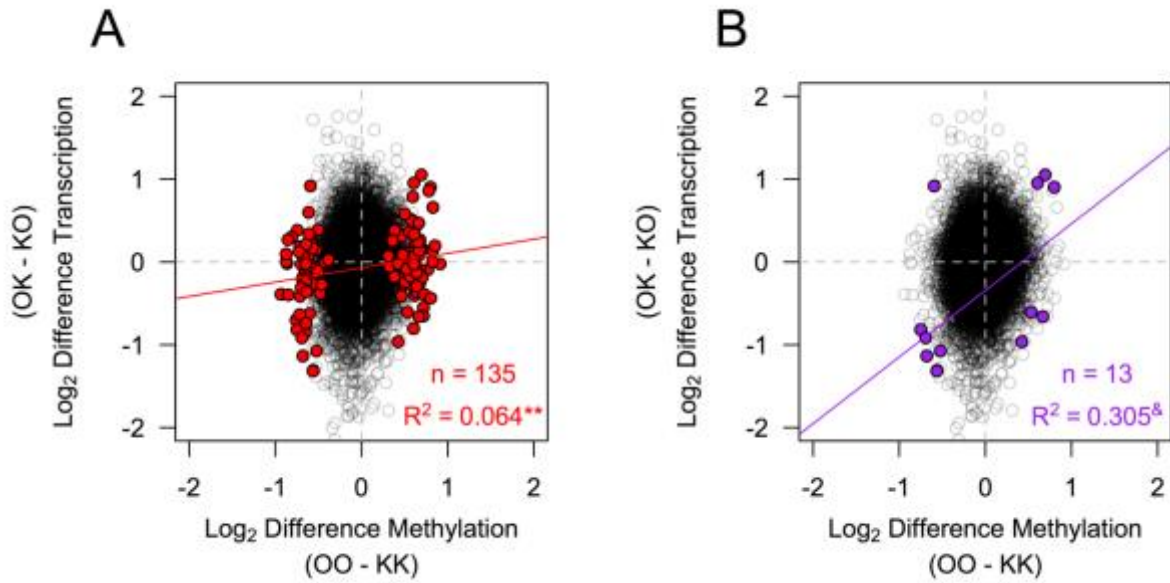 A
Log2 Difference Transcription
(OK - KO)
2
1
0
-1
-2
n = 135
R² = 0.064**
-2 -1 0 1 2
Log2 Difference Methylation
(OO - KK)
B
Log2 Difference Transcription
(OK - KO)
2
1
0
-1
-2
n = 13
R² = 0.305&
-2 -1 0 1 2
Log2 Difference Methylation
(OO - KK)